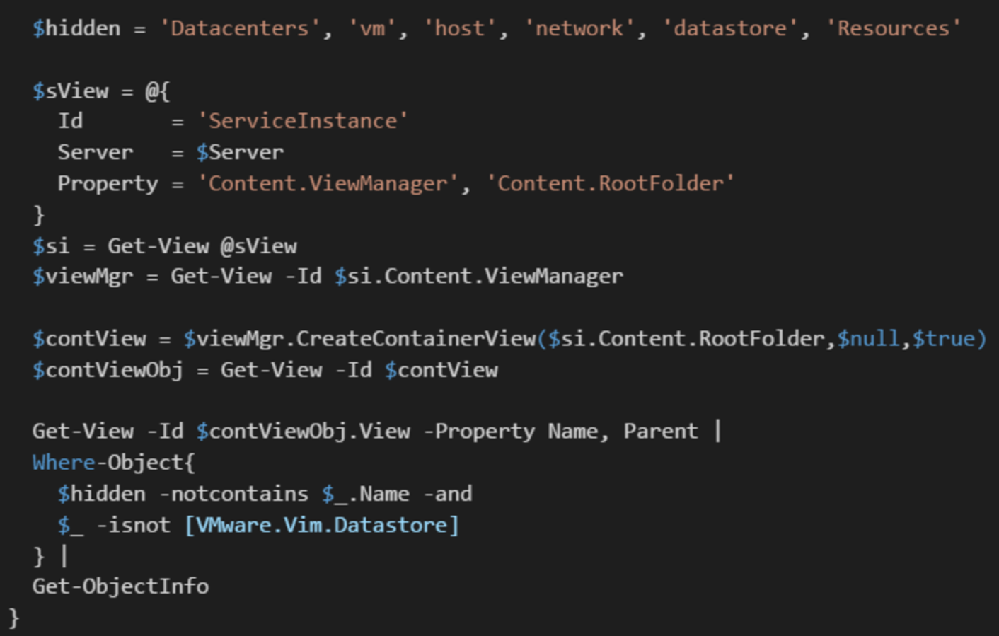 $hidden = 'Datacenters', 'vm', 'host', 'network', 'datastore', 'Resources'
$sView = @{
Id = 'ServiceInstance'
Server = $Server
Property = 'Content.ViewManager', 'Content.RootFolder'
}
$si = Get-View @sView
$viewMgr = Get-View -Id $si.Content.ViewManager
$contView = $viewMgr.CreateContainerView($si.Content.RootFolder,$null,$true)
$contViewObj = Get-View -Id $contView
Get-View -Id $contViewObj.View -Property Name, Parent |
Where-Object{
$hidden -notcontains $_.Name -and
$_ -isnot [VMware.Vim.Datastore]
} |
Get-ObjectInfo
}